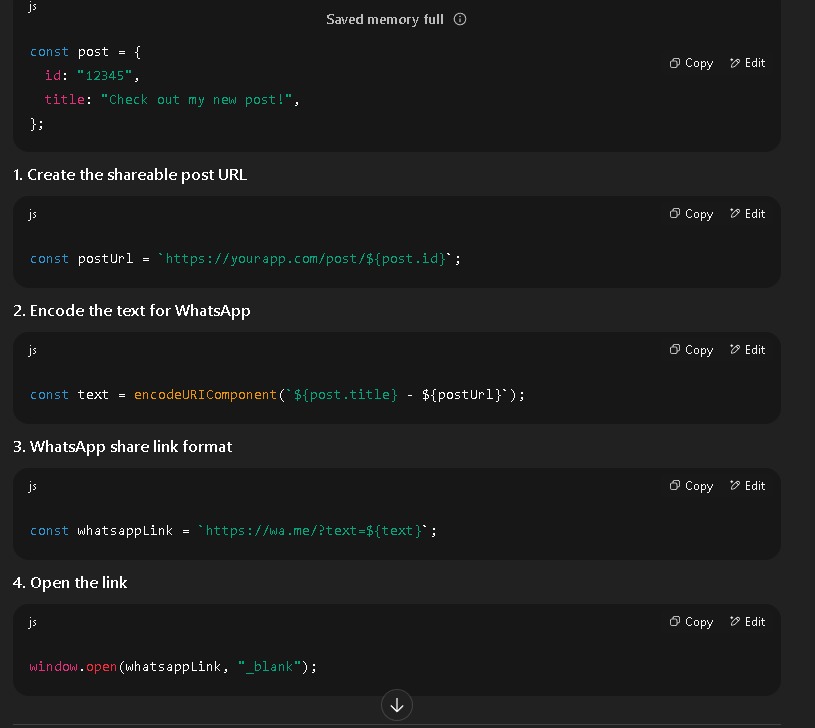 js
Saved memory full
const post = {
Copy Edit
id: "12345",
title: "Check out my new post!",
};
1. Create the shareable post URL
js Copy Edit
const postUrl = `https://yourapp.com/post/${post.id}`;
2. Encode the text for WhatsApp
js Copy Edit
const text = encodeURIComponent(`${post.title} - ${postUrl}`);
3. WhatsApp share link format
js Copy Edit
const whatsappLink = `https://wa.me/?text=${text}`;
4. Open the link
js Copy Edit
window.open(whatsappLink, "_blank");